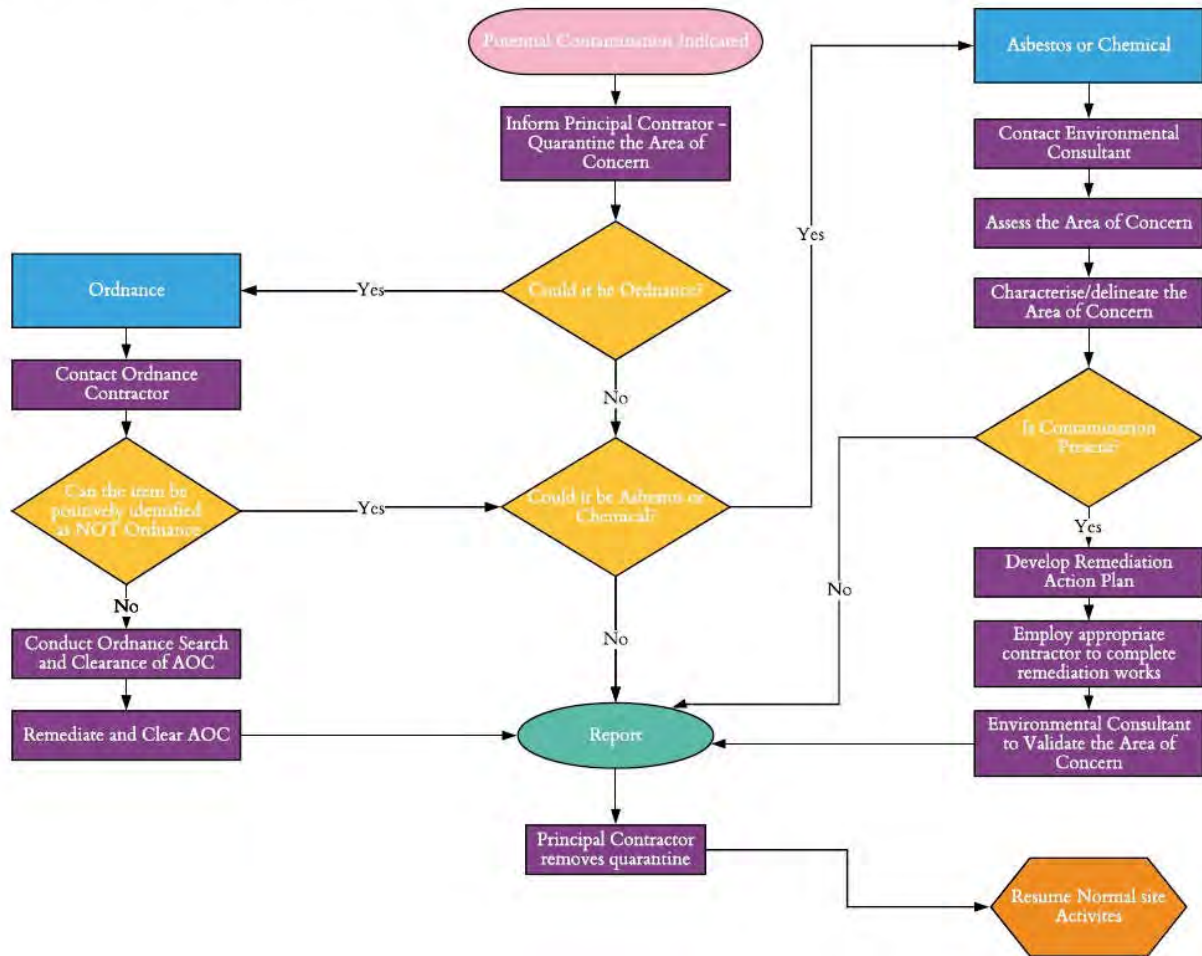 Potential Contamination Indicated
Asbestos or Chemical
Inform Principal Contrator -
Quarantine the Area of
Concern
Contact Environmental
Consultant
Assess the Area of Concern
Yes
Ordnance
Yes
Could it be Ordnance?
Characterise/delineate the
Area of Concern
Contact Ordnance
Contractor
No
Is Contamination
Present?
Can the item be
positively identified
as NOT Ordnance
Yes
Could it be Asbestos or
Chemical?
Yes
Develop Remediation
Action Plan
No
No
Conduct Ordnance Search
and Clearance of AOC
No
Employ appropriate
contractor to complete
remediation works
Remediate and Clear AOC
Report
Environmental Consultant
to Validate the Area of
Concern
Principal Contractor
removes quarantine
Resume Normal site
Activites